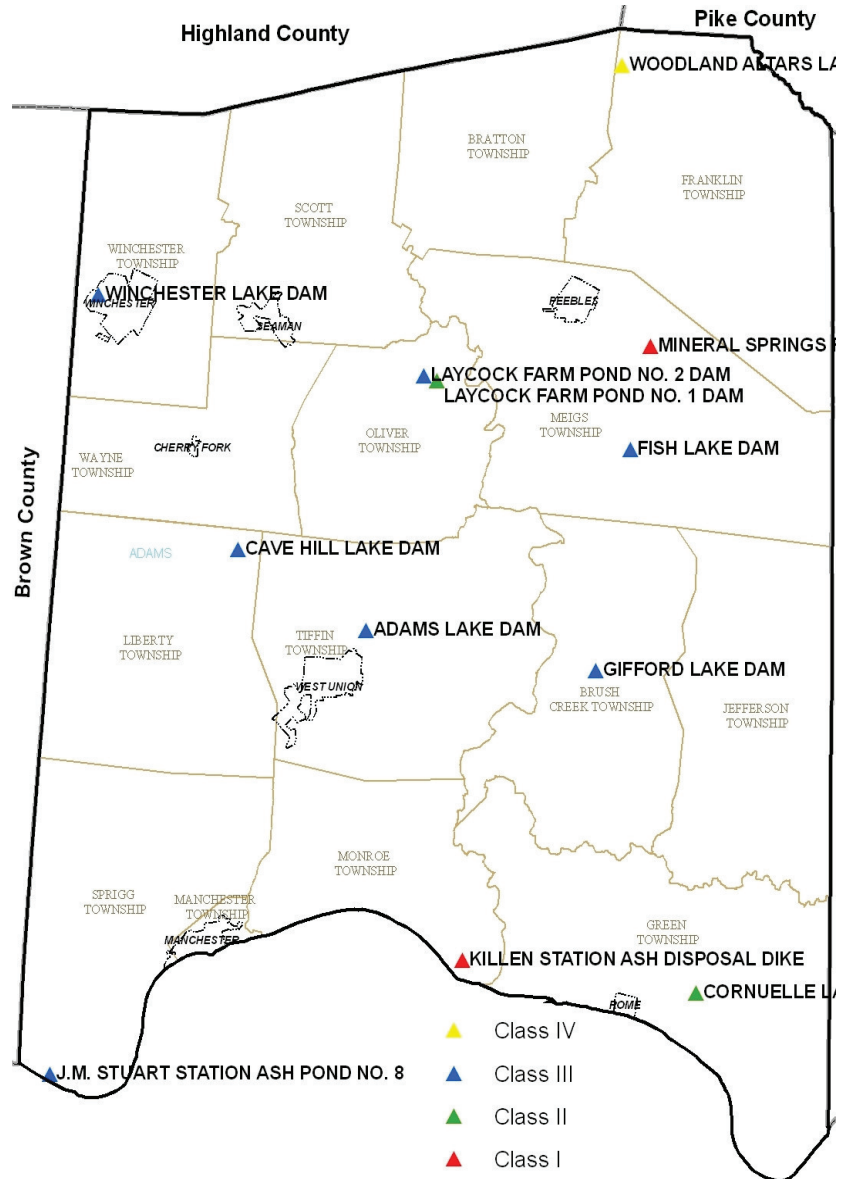 Highland County
Pike County
WOODLAND ALTARS LA
BRATTON
TOWNSHIP
FRANKLIN
TOWNSHIP
SCOTT
TOWNSHIP
WINCHESTER
TOWNSHIP
WINCHESTER LAKE DAM
WINCHESTER
PEEBLES
SEAMAN
MINERAL SPRINGS
LAYCOCK FARM POND NO. 2 DAM
LAYCOCK FARM POND NO. 1 DAM
MEIGS
TOWNSHIP
OLIVER
TOWNSHIP
CHERRY FORK
FISH LAKE DAM
WAYNE
TOWNSHIP
Brown County
ADAMS
CAVE HILL LAKE DAM
ADAMS LAKE DAM
LIBERTY
TOWNSHIP
TIFFIN
TOWNSHIP
WEST UNION
GIFFORD LAKE DAM
BRUSH
CREEK TOWNSHIP
JEFFERSON
TOWNSHIP
MONROE
TOWNSHIP
SPRIGG
TOWNSHIP
MANCHESTER
TOWNSHIP
MANCHESTER
GREEN
TOWNSHIP
KILLEN STATION ASH DISPOSAL DIKE
CORNUELLE LA
ROME
J.M. STUART STATION ASH POND NO. 8
Class IV
Class III
Class II
Class I